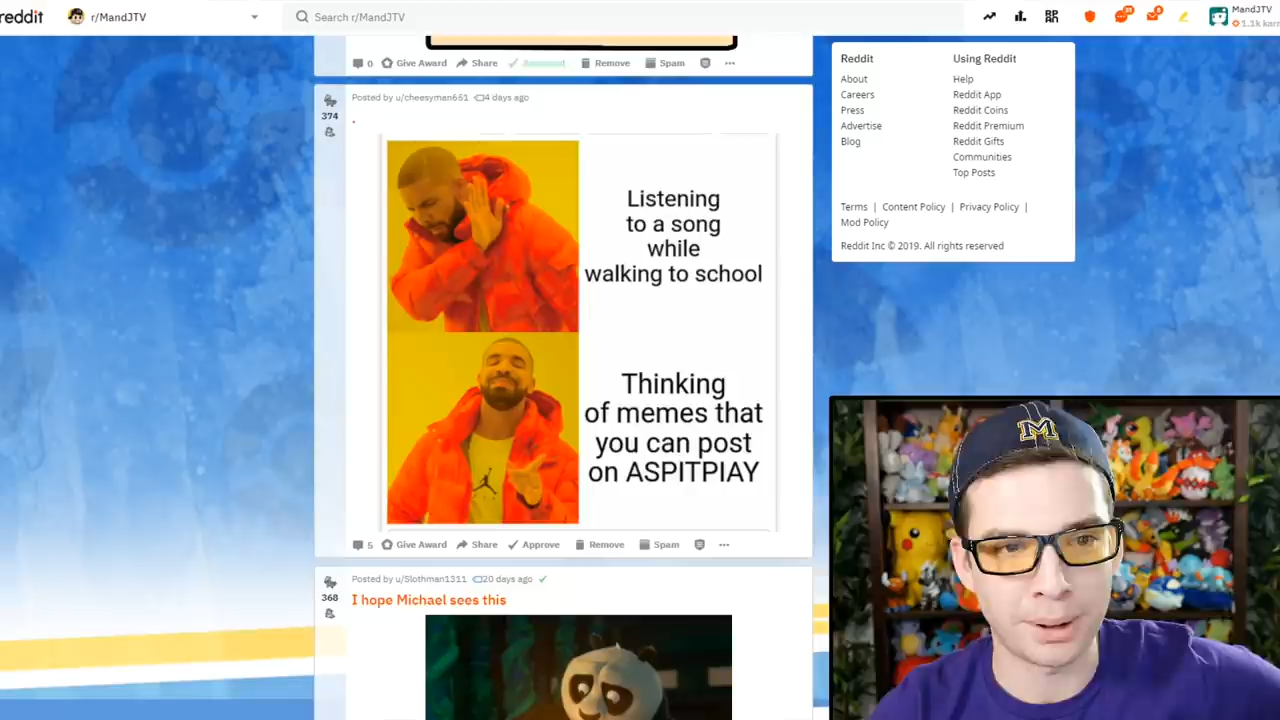 reddit
r/MandJTV
Search r/MandJTV
MandJTV
1.1k karm
0 Give Award Share Approved Remove Spam
Posted by u/cheesyman651 4 days ago
374
.
Listening
to a song
while
walking to school
Thinking
of memes that
you can post
on ASPITPIAY
5 Give Award Share Approve Remove Spam
Posted by u/Slothman1311 20 days ago
368
I hope Michael sees this
Reddit
Using Reddit
About
Help
Careers
Reddit App
Press
Reddit Coins
Advertise
Reddit Premium
Blog
Reddit Gifts
Communities
Top Posts
Terms | Content Policy | Privacy Policy |
Mod Policy
Reddit Inc © 2019. All rights reserved
M